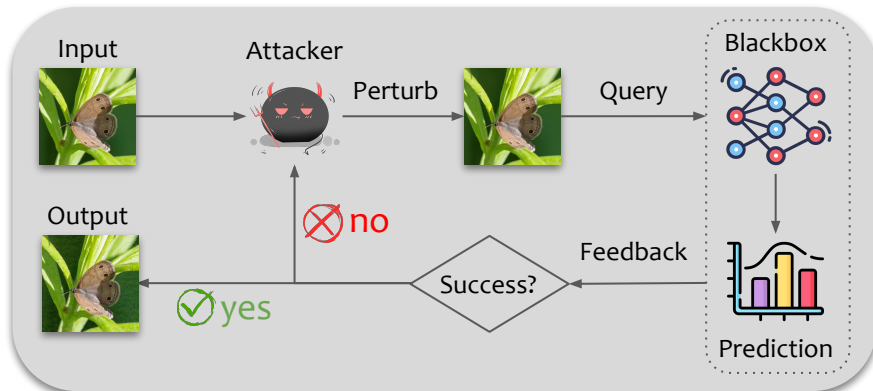 Input
Attacker
Perturb
Query
Blackbox
Output
no
yes
Success?
Feedback
Prediction